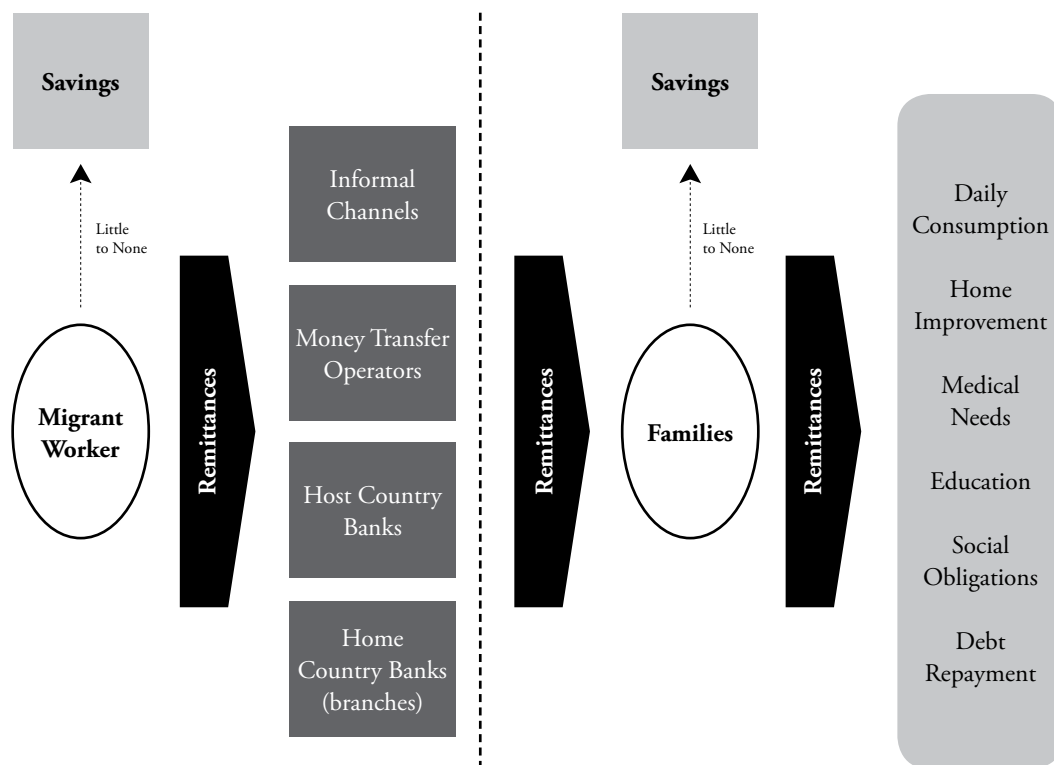 Savings
Little
to None
Migrant
Worker
Remittances
Informal
Channels
Money Transfer
Operators
Host Country
Banks
Home
Country Banks
(branches)
Remittances
Savings
Little
to None
Families
Remittances
Daily
Consumption
Home
Improvement
Medical
Needs
Education
Social
Obligations
Debt
Repayment